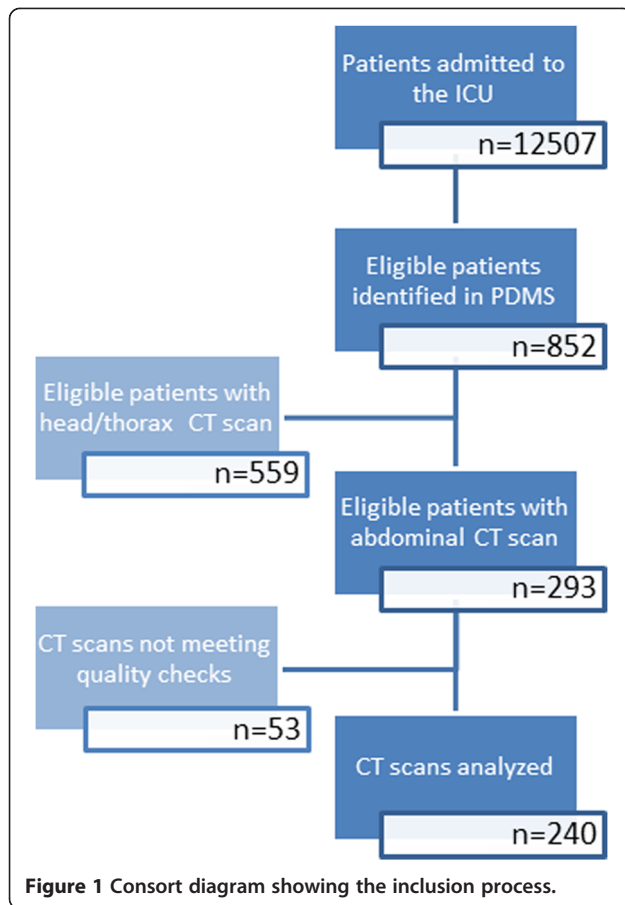 Patients admitted to
the ICU
n=12507
Eligible patients
identified in PDMS
n=852
Eligible patients with
head/thorax CT scan
n=559
Eligible patients with
abdominal CT scan
n=293
CT scans not meeting
quality checks
n=53
CT scans analyzed
n=240
Figure 1 Consort diagram showing the inclusion process.